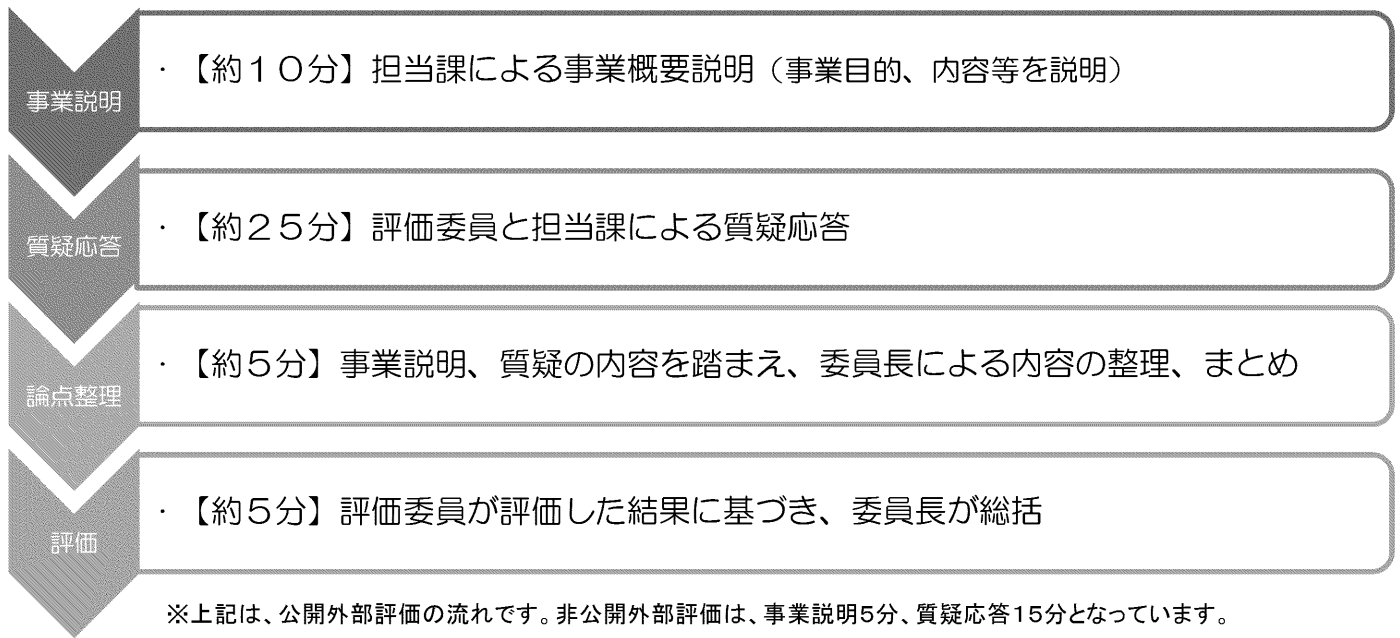 事業説明
・【約１０分】担当課による事業概要説明（事業目的、内容等を説明）
質疑応答
・【約２５分】評価委員と担当課による質疑応答
論点整理
・【約５分】事業説明、質疑の内容を踏まえ、委員長による内容の整理、まとめ
評価
・【約５分】評価委員が評価した結果に基づき、委員長が総括
※上記は、公開外部評価の流れです。非公開外部評価は、事業説明５分、質疑応答１５分となっています。